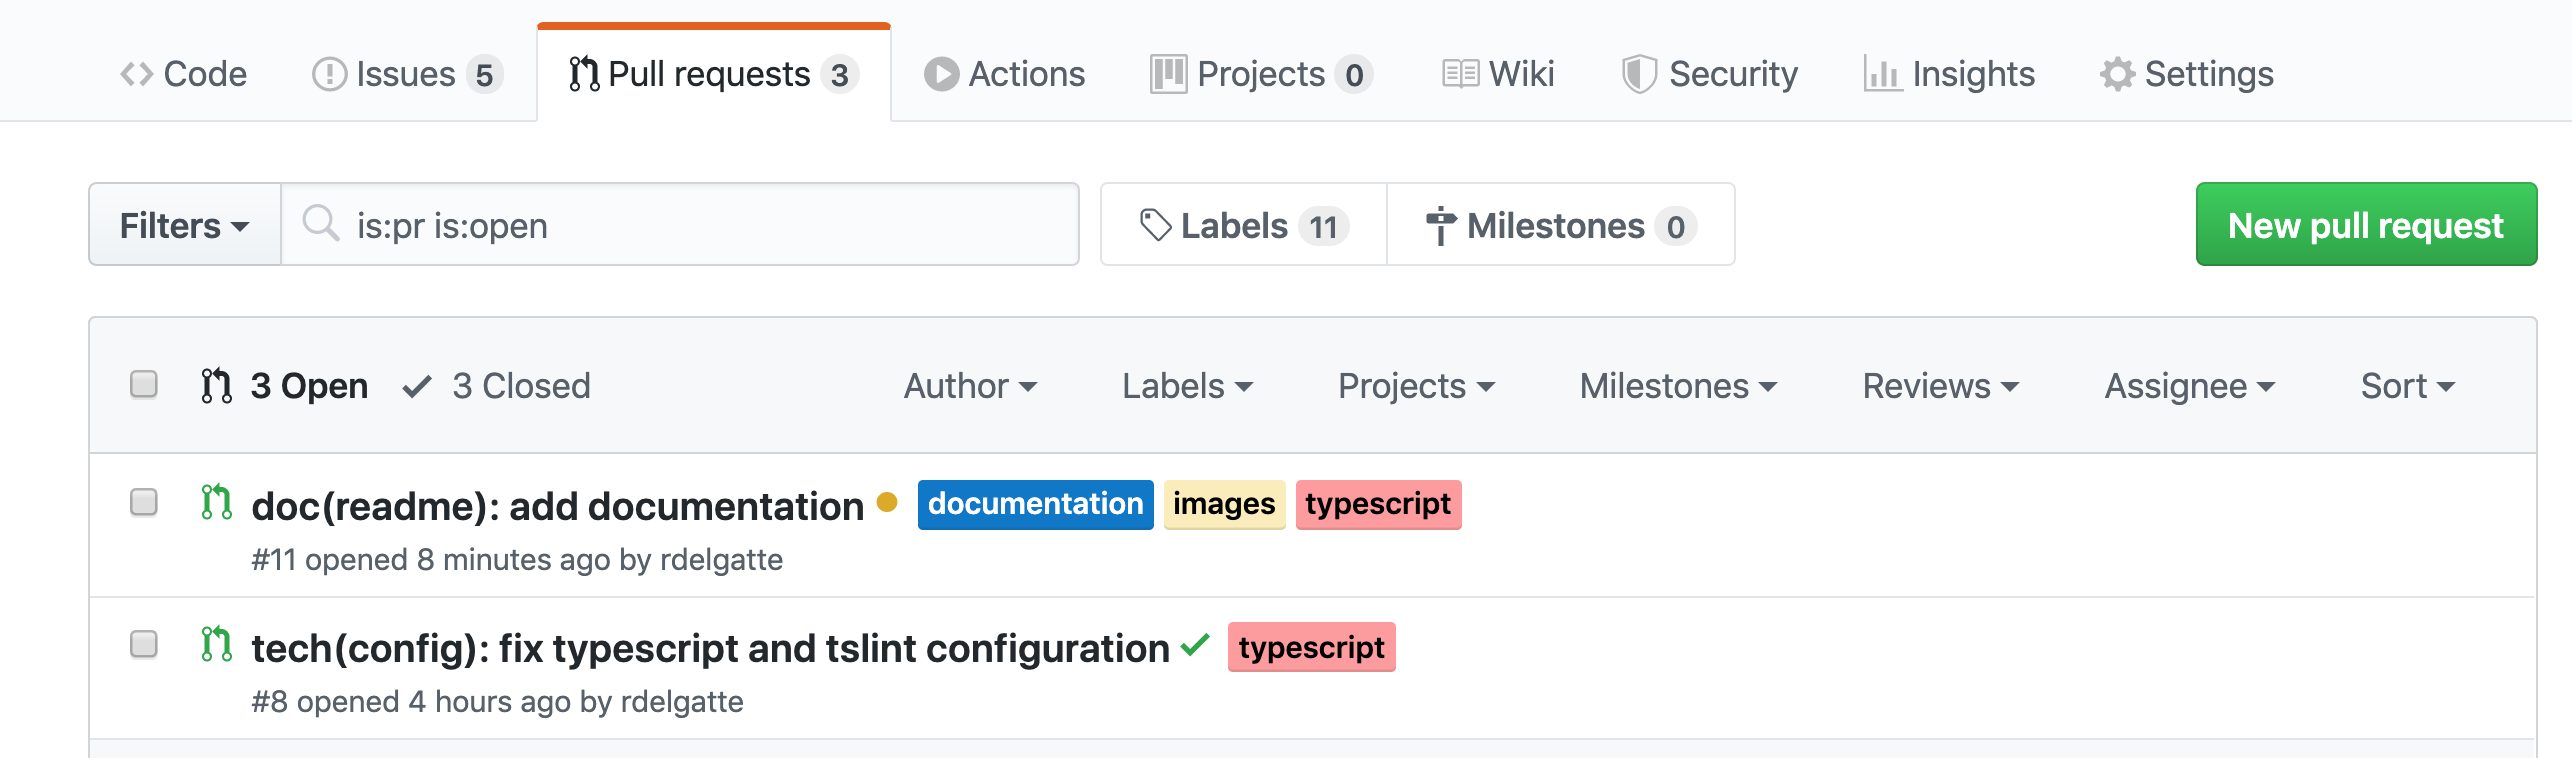 Code Issues 5 Pull requests 3 Actions Projects 0 Wiki Security Insights Settings
Filters is:pr is:open Labels 11 Milestones 0 New pull request
3 Open 3 Closed Author Labels Projects Milestones Reviews Assignee Sort
doc(readme): add documentation documentation images typescript
#11 opened 8 minutes ago by rdelgatte
tech(config): fix typescript and tslint configuration typescript
#8 opened 4 hours ago by rdelgatte